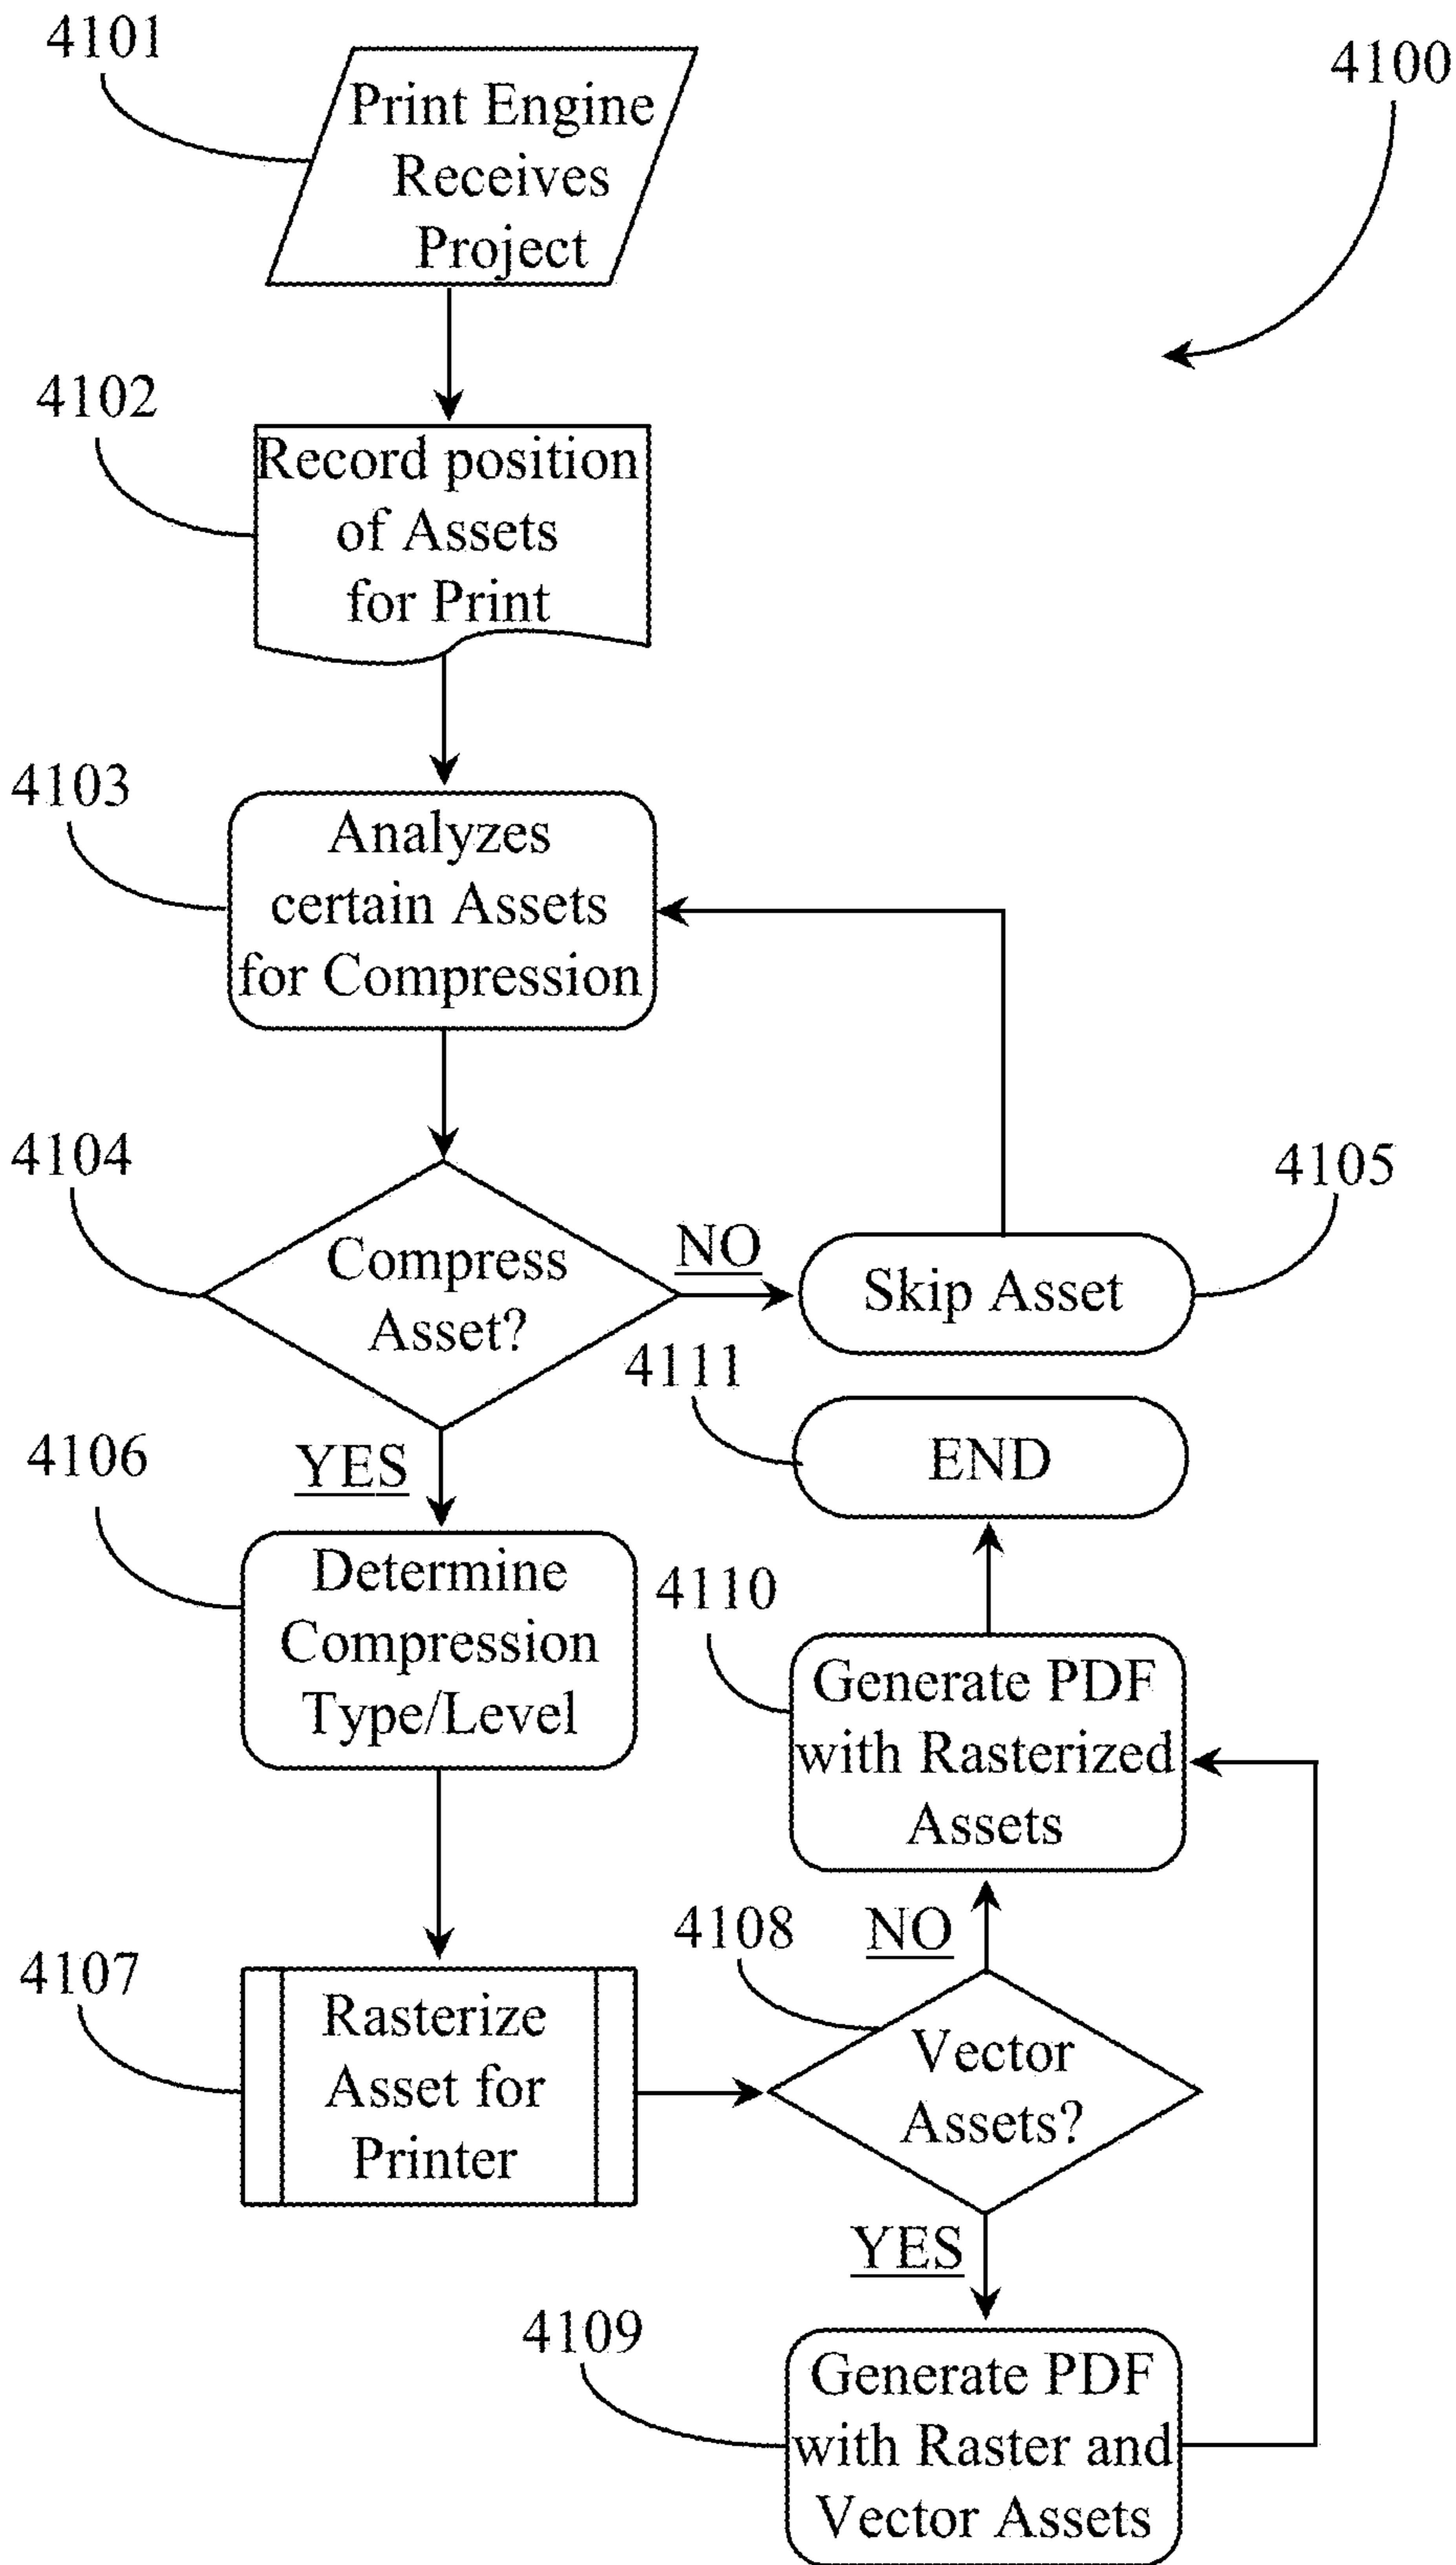 4101
4100
Print Engine
Receives
Project
4102
Record position
of Assets
for Print
4103
Analyzes
certain Assets
for Compression
4104
4105
Compress
Asset?
NO
Skip Asset
4111
END
YES
4106
Determine
Compression
Type/Level
4110
Generate PDF
with Rasterized
Assets
4107
Rasterize
Asset for
Printer
4108
NO
Vector
Assets?
YES
4109
Generate PDF
with Raster and
Vector Assets